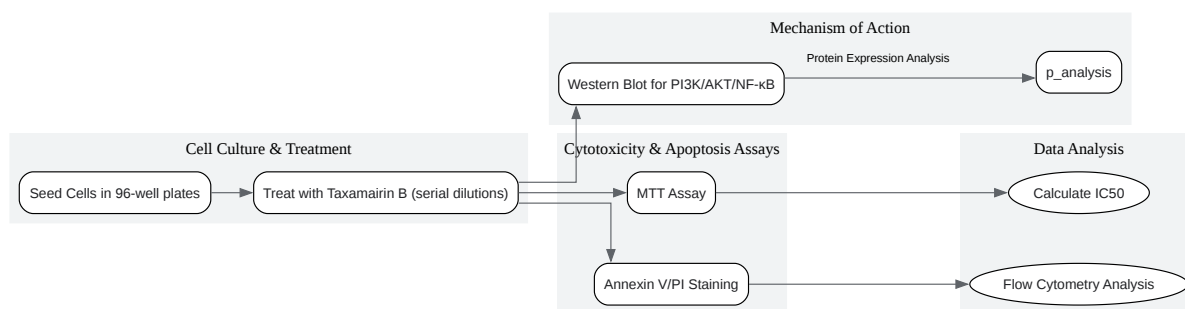 Mechanism of Action
Protein Expression Analysis
Western Blot for PI3K/AKT/NF-κB
p_analysis
Cell Culture & Treatment
Cytotoxicity & Apoptosis Assays
Data Analysis
Seed Cells in 96-well plates
Treat with Taxamairin B (serial dilutions)
MTT Assay
Calculate IC50
Annexin V/PI Staining
Flow Cytometry Analysis